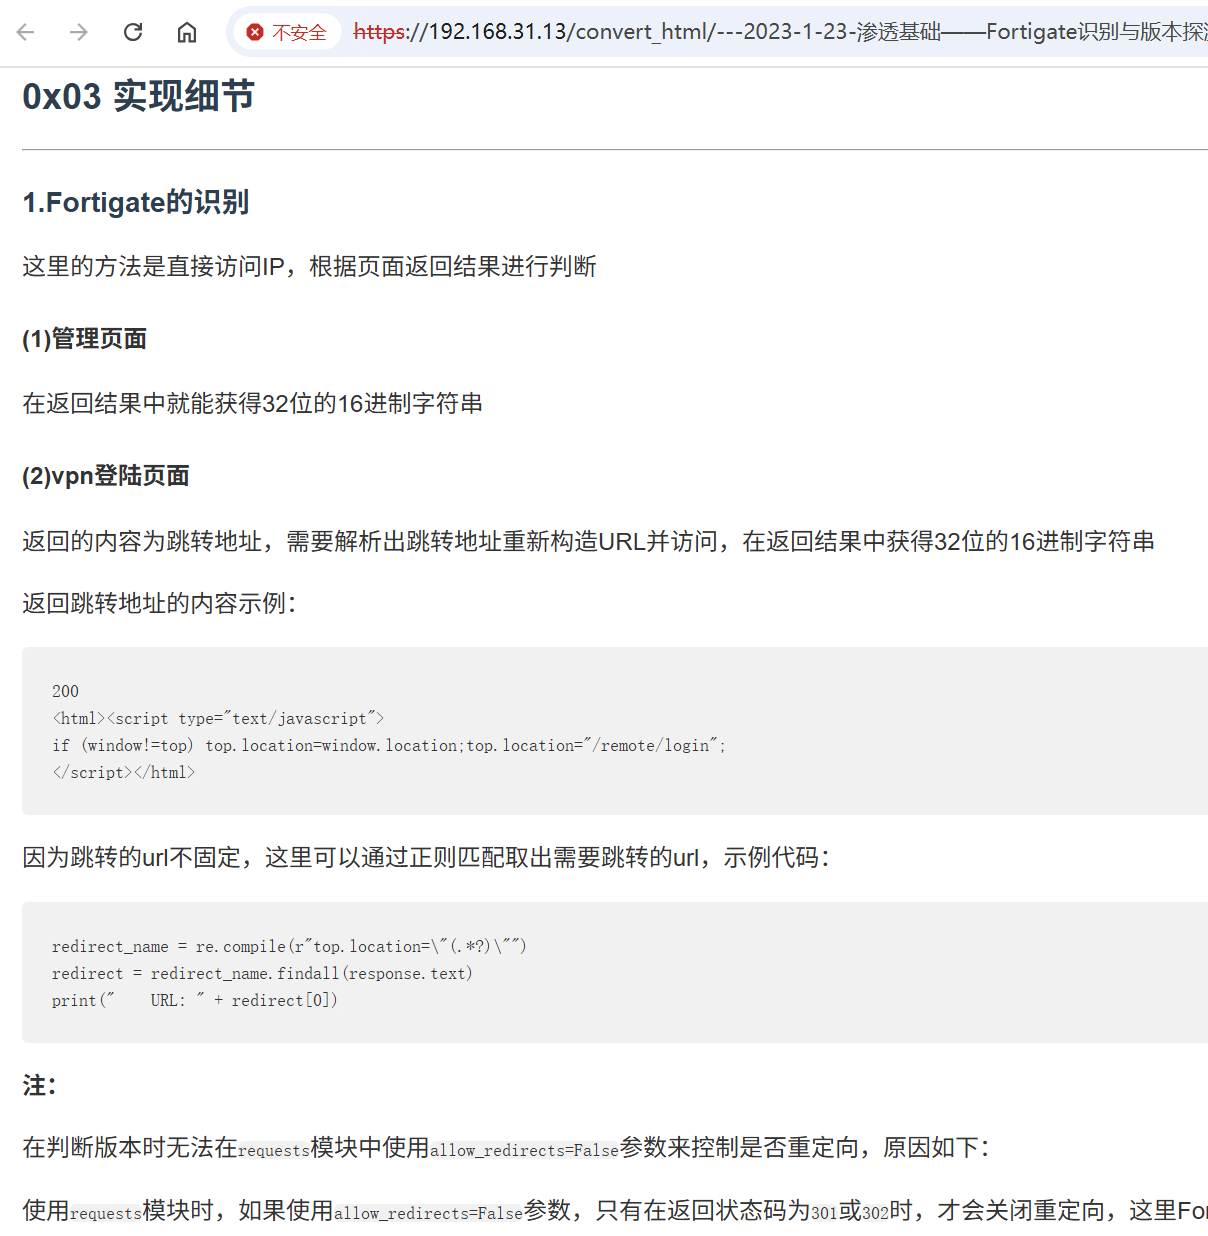 不安全 https://192.168.31.13/convert_html/---2023-1-23-渗透基础——Fortigate识别与版本探
0x03 实现细节
1.Fortigate的识别
这里的方法是直接访问IP，根据页面返回结果进行判断
(1)管理页面
在返回结果中就能获得32位的16进制字符串
(2)vpn登陆页面
返回的内容为跳转地址，需要解析出跳转地址重新构造URL并访问，在返回结果中获得32位的16进制字符串
返回跳转地址的内容示例：
200
<html><script type="text/javascript">
if (window!=top) top.location=window.location;top.location="/remote/login";
</script></html>
因为跳转的url不固定，这里可以通过正则匹配取出需要跳转的url，示例代码：
redirect_name = re.compile(r"top.location=\"(.*?)\"")
redirect = redirect_name.findall(response.text)
print("    URL: " + redirect[0])
注：
在判断版本时无法在requests模块中使用allow_redirects=False参数来控制是否重定向，原因如下：
使用requests模块时，如果使用allow_redirects=False参数，只有在返回状态码为301或302时，才会关闭重定向，这里For